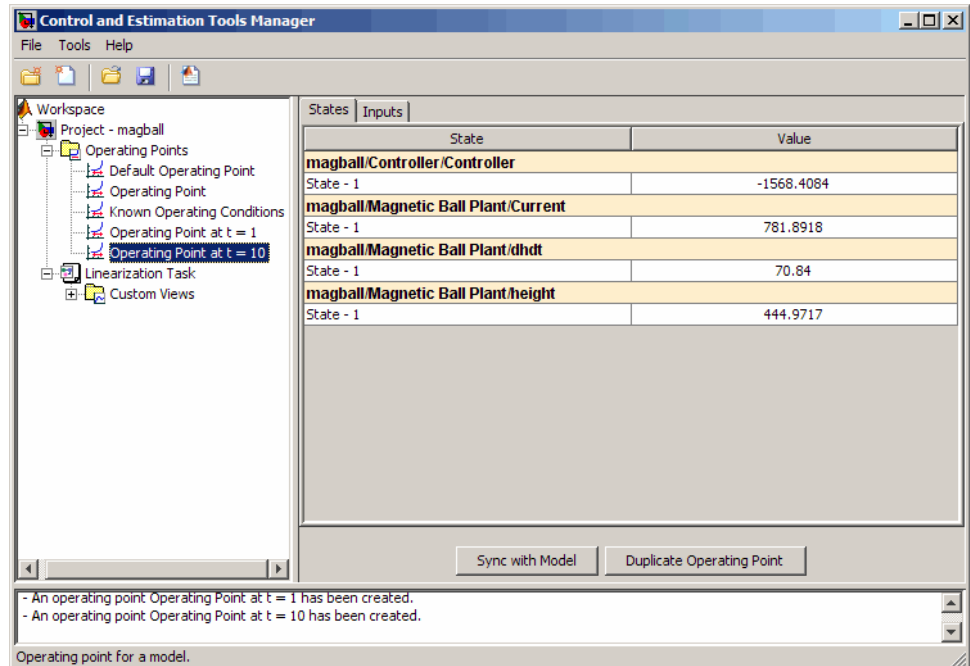 Control and Estimation Tools Manager
File Tools Help
Workspace
Project - magball
Operating Points
Default Operating Point
Operating Point
Known Operating Conditions
Operating Point at t = 1
Operating Point at t = 10
Linearization Task
Custom Views
States Inputs
State Value
magball/Controller/Controller
State - 1 -1568.4084
magball/Magnetic Ball Plant/Current
State - 1 781.8918
magball/Magnetic Ball Plant/dhdt
State - 1 70.84
magball/Magnetic Ball Plant/height
State - 1 444.9717
Sync with Model Duplicate Operating Point
- An operating point Operating Point at t = 1 has been created.
- An operating point Operating Point at t = 10 has been created.
Operating point for a model.